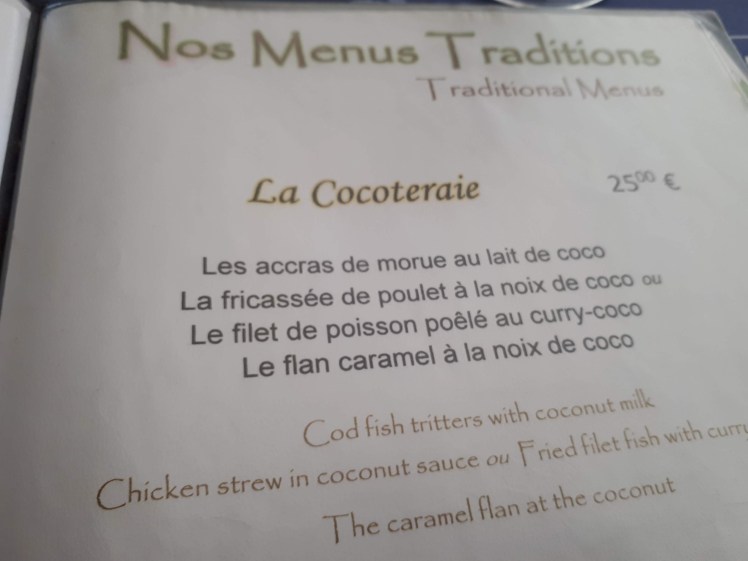 Nos Menus Traditions
Traditional Menus
La Cocoteraie 25⁰⁰ €
Les accras de morue au lait de coco
La fricassée de poulet à la noix de coco ou
Le filet de poisson poêlé au curry-coco
Le flan caramel à la noix de coco
Cod fish tritters with coconut milk
Chicken strew in coconut sauce ou Fried filet fish with curry
The caramel flan at the coconut